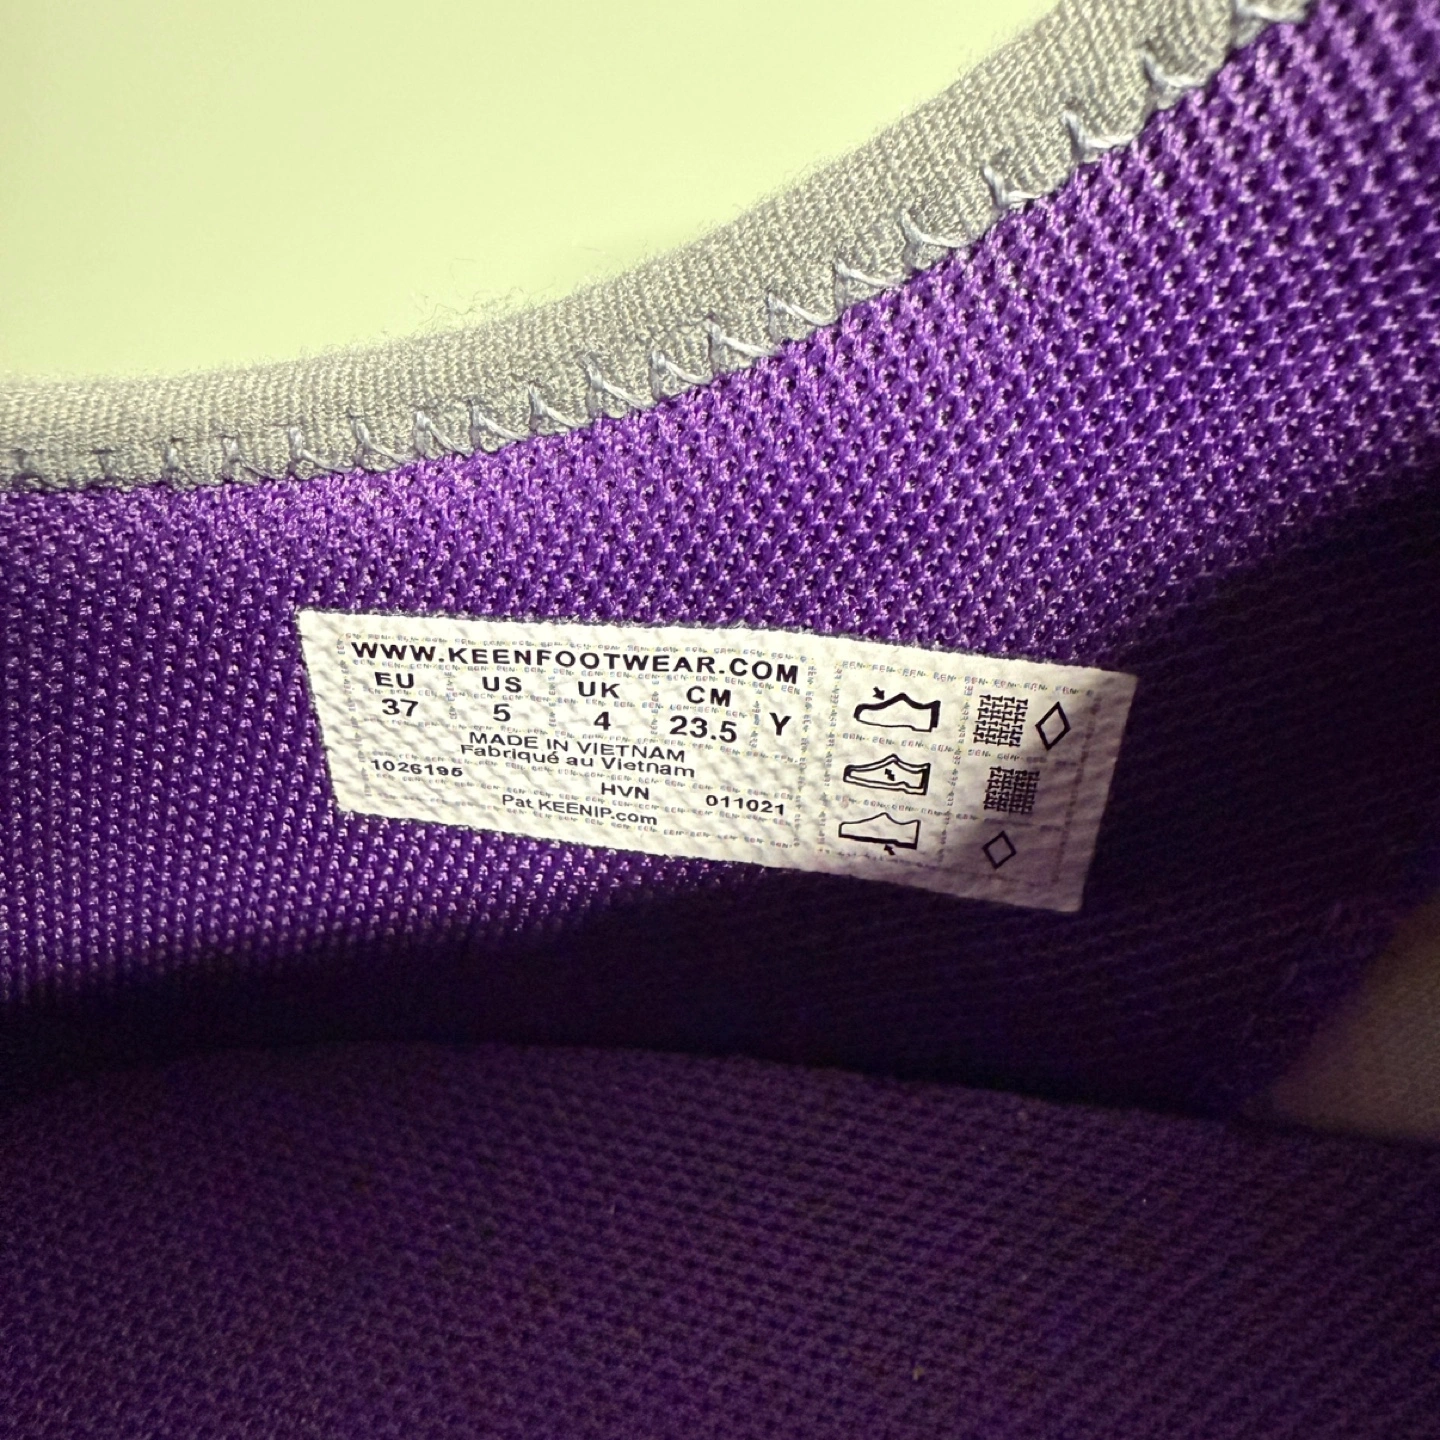 WWW.KEENFOOTWEAR.COM
EU US UK CM
37 5 4 23.5 Y
MADE IN VIETNAM
Fabriqué au Vietnam
1026195
HVN 011021
Pat KEENIP.com